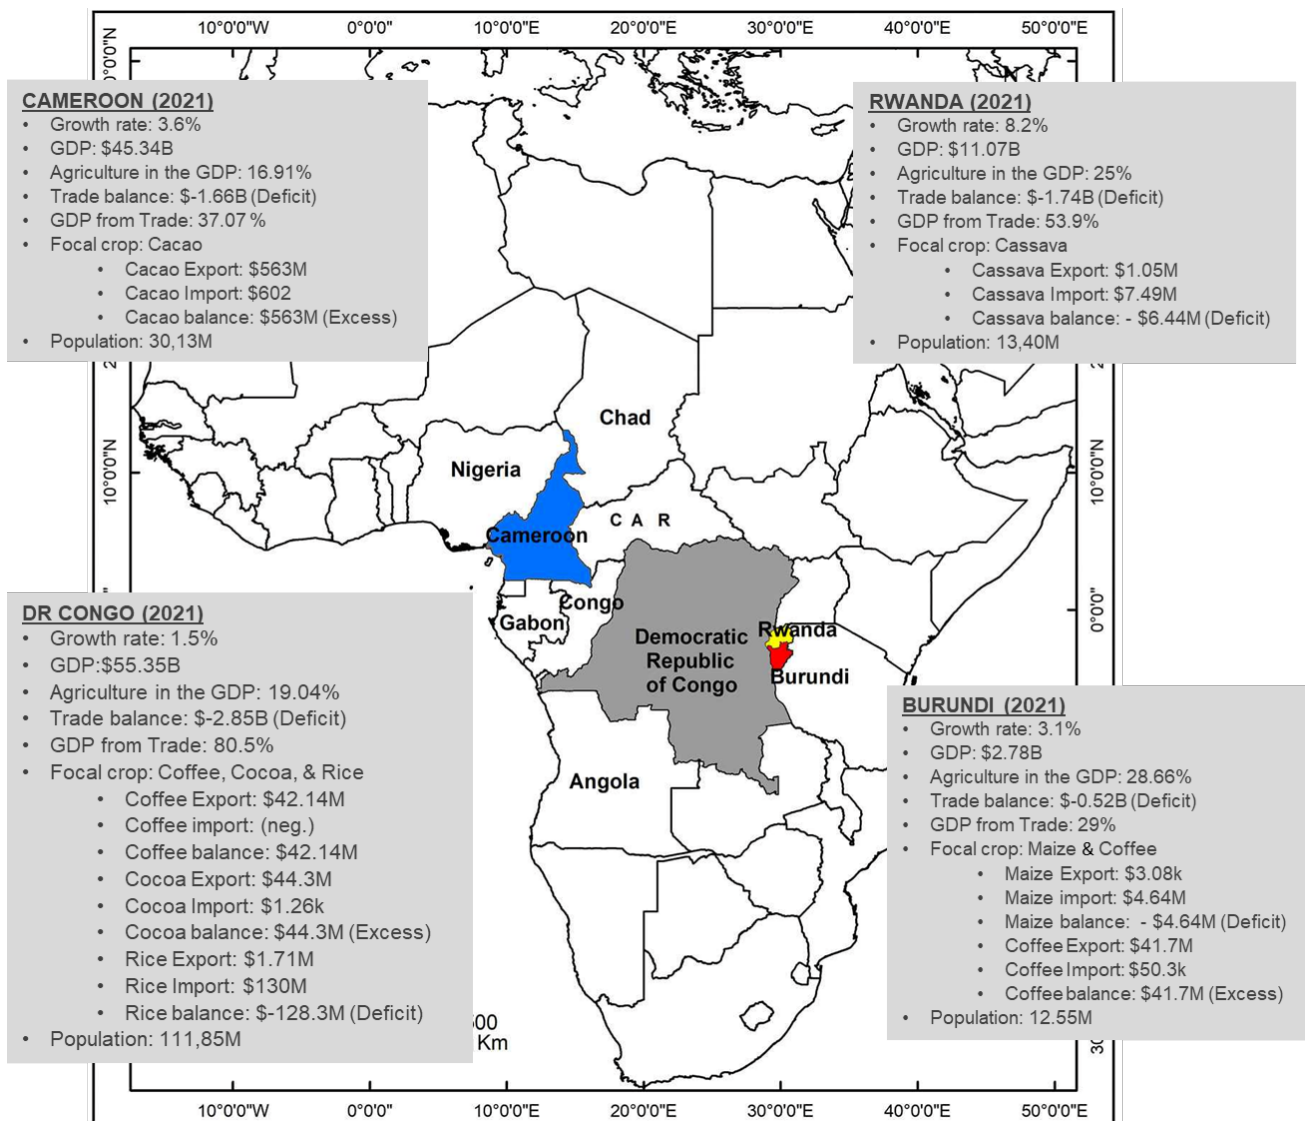 10°0'0"W 0°0'0" 10°0'0"E 20°0'0"E 30°0'0"E 40°0'0"E 50°0'0"E
CAMEROON (2021)
• Growth rate: 3.6%
• GDP: $45.34B
• Agriculture in the GDP: 16.91%
• Trade balance: $-1.66B (Deficit)
• GDP from Trade: 37.07 %
• Focal crop: Cacao
• Cacao Export: $563M
• Cacao Import: $602
• Cacao balance: $563M (Excess)
• Population: 30,13M
RWANDA (2021)
• Growth rate: 8.2%
• GDP: $11.07B
• Agriculture in the GDP: 25%
• Trade balance: $-1.74B (Deficit)
• GDP from Trade: 53.9%
• Focal crop: Cassava
• Cassava Export: $1.05M
• Cassava Import: $7.49M
• Cassava balance: - $6.44M (Deficit)
• Population: 13,40M
Chad
Nigeria
10°0'0"N
10°0'0"N
C A R
Cameroon
Congo
Gabon
0°0'0"
Rwanda
Democratic
Republic
of Congo
Burundi
Angola
DR CONGO (2021)
• Growth rate: 1.5%
• GDP:$55.35B
• Agriculture in the GDP: 19.04%
• Trade balance: $-2.85B (Deficit)
• GDP from Trade: 80.5%
• Focal crop: Coffee, Cocoa, & Rice
• Coffee Export: $42.14M
• Coffee import: (neg.)
• Coffee balance: $42.14M
• Cocoa Export: $44.3M
• Cocoa Import: $1.26k
• Cocoa balance: $44.3M (Excess)
• Rice Export: $1.71M
• Rice Import: $130M
• Rice balance: $-128.3M (Deficit)
• Population: 111,85M
BURUNDI (2021)
• Growth rate: 3.1%
• GDP: $2.78B
• Agriculture in the GDP: 28.66%
• Trade balance: $-0.52B (Deficit)
• GDP from Trade: 29%
• Focal crop: Maize & Coffee
• Maize Export: $3.08k
• Maize import: $4.64M
• Maize balance: - $4.64M (Deficit)
• Coffee Export: $41.7M
• Coffee Import: $50.3k
• Coffee balance: $41.7M (Excess)
• Population: 12.55M
Km
10°0'0"W 0°0'0" 10°0'0"E 20°0'0"E 30°0'0"E 40°0'0"E 50°0'0"E